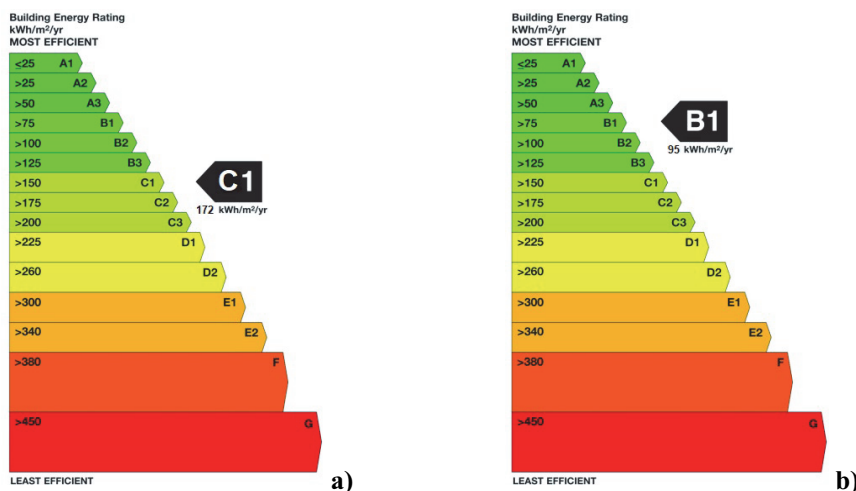 Building Energy Rating
kWh/m²/yr
MOST EFFICIENT
≤25 A1
>25 A2
>50 A3
>75 B1
>100 B2
>125 B3
>150 C1
C1
>175 C2
172 kWh/m²/yr
>200 C3
>225 D1
>260 D2
>300 E1
>340 E2
>380 F
>450 G
LEAST EFFICIENT
a)
Building Energy Rating
kWh/m²/yr
MOST EFFICIENT
≤25 A1
>25 A2
>50 A3
>75 B1
B1
>100 B2
95 kWh/m²/yr
>125 B3
>150 C1
>175 C2
>200 C3
>225 D1
>260 D2
>300 E1
>340 E2
>380 F
>450 G
LEAST EFFICIENT
b)